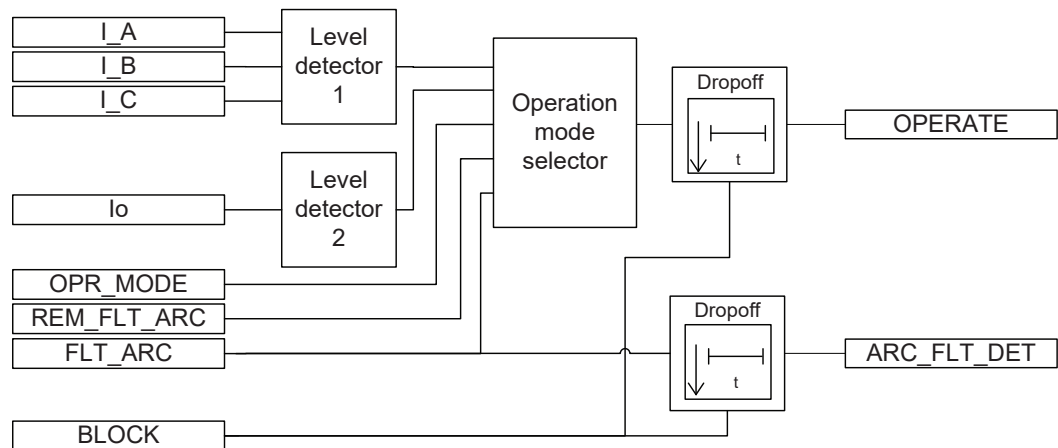 I_A
I_B
I_C
Level
detector
1
Io
Level
detector
2
OPR_MODE
REM_FLT_ARC
FLT_ARC
BLOCK
Operation
mode
selector
Dropoff
t
OPERATE
Dropoff
t
ARC_FLT_DET